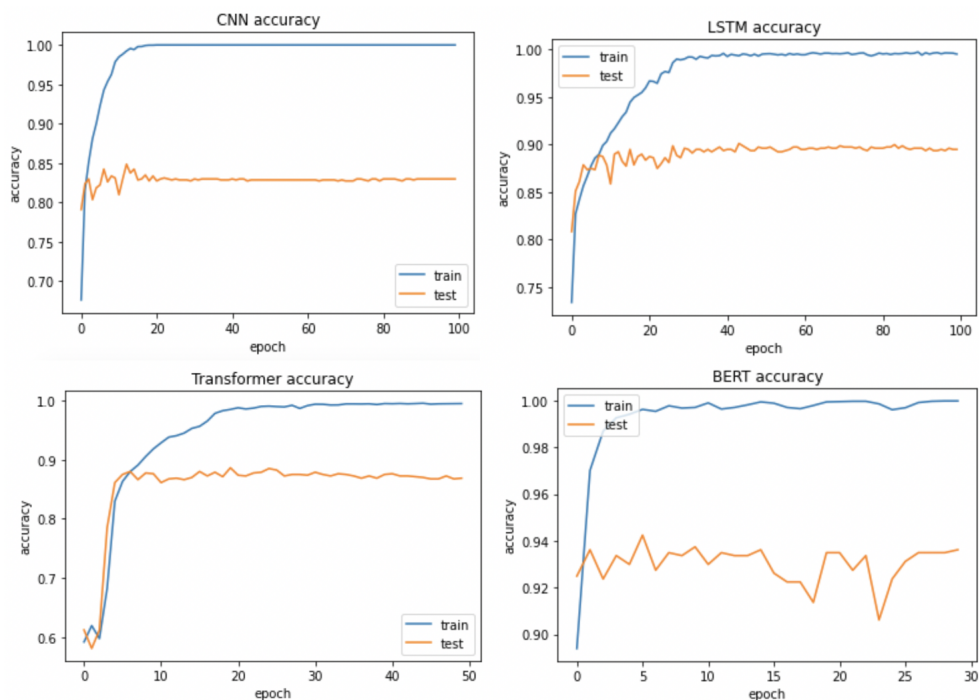 CNN accuracy
1.00
0.95
0.90
0.85
0.80
0.75
0.70
accuracy
train
test
0 20 40 60 80 100
epoch
LSTM accuracy
1.00
0.95
0.90
0.85
0.80
0.75
accuracy
train
test
0 20 40 60 80 100
epoch
Transformer accuracy
1.0
0.9
0.8
0.7
0.6
accuracy
train
test
0 10 20 30 40 50
epoch
BERT accuracy
1.00
0.98
0.96
0.94
0.92
0.90
accuracy
train
test
0 5 10 15 20 25 30
epoch